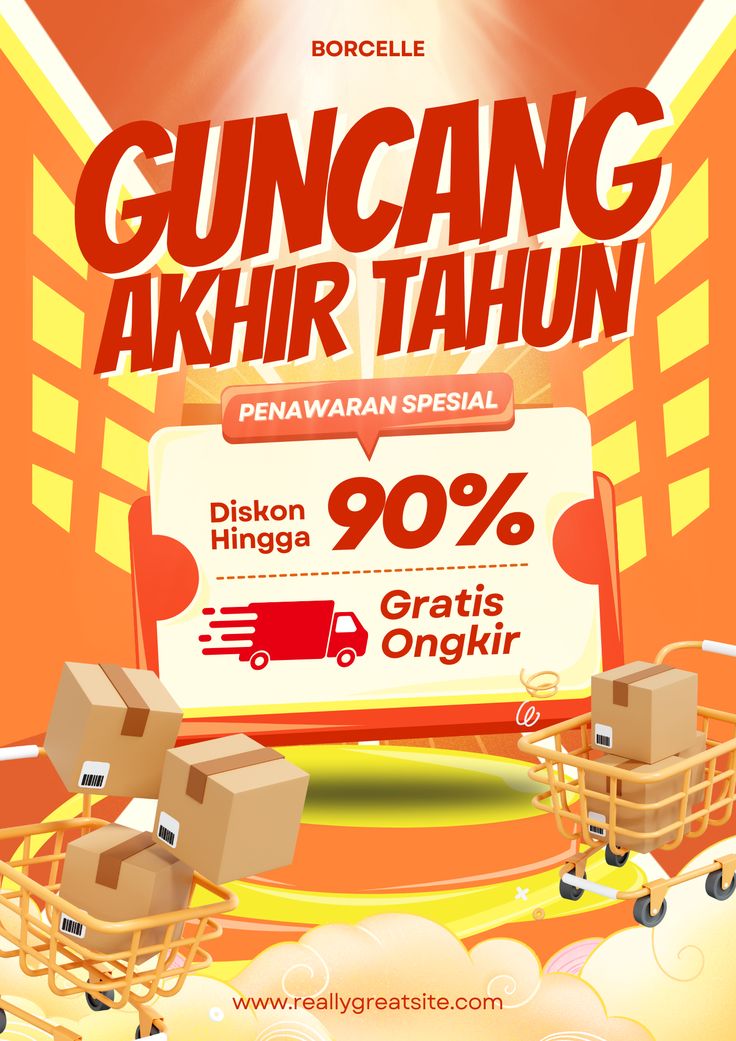 BORCELLE
GUNCANG
AKHIR TAHUN
PENAWARAN SPESIAL
Diskon
Hingga
90%
Gratis
Ongkir
www.reallygreatsite.com